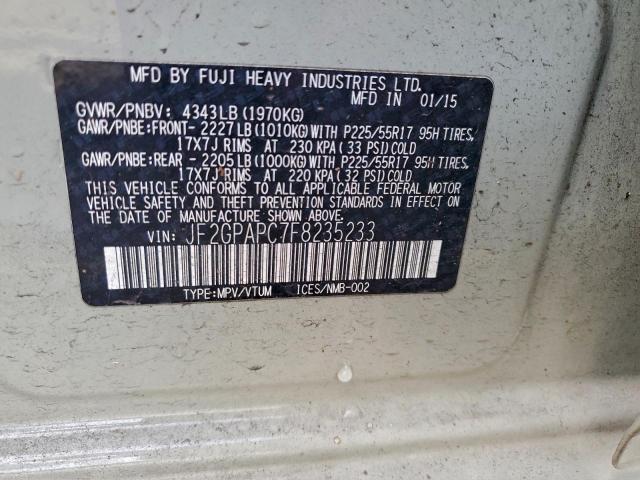 MFD BY FUJI HEAVY INDUSTRIES LTD.
MFD IN 01/15
GVWR/PNBV: 4343LB (1970KG)
GAWR/PNBE:FRONT- 2227LB (1010KG) WITH P225/55R17 95H TIRES,
17X7J RIMS AT 230 KPA (33 PSI) COLD
GAWR/PNBE:REAR - 2205LB (1000KG) WITH P225/55R17 95H TIRES,
17X7J RIMS AT 220 KPA (32 PSI) COLD
THIS VEHICLE CONFORMS TO ALL APPLICABLE FEDERAL MOTOR
VEHICLE SAFETY AND THEFT PREVENTION STANDARDS IN EFFECT
ON THE DATE OF MANUFACTURE SHOWN ABOVE.
VIN: JF2GPAPC7F8235233
TYPE:MPV/VTUM ICES/NMB-002